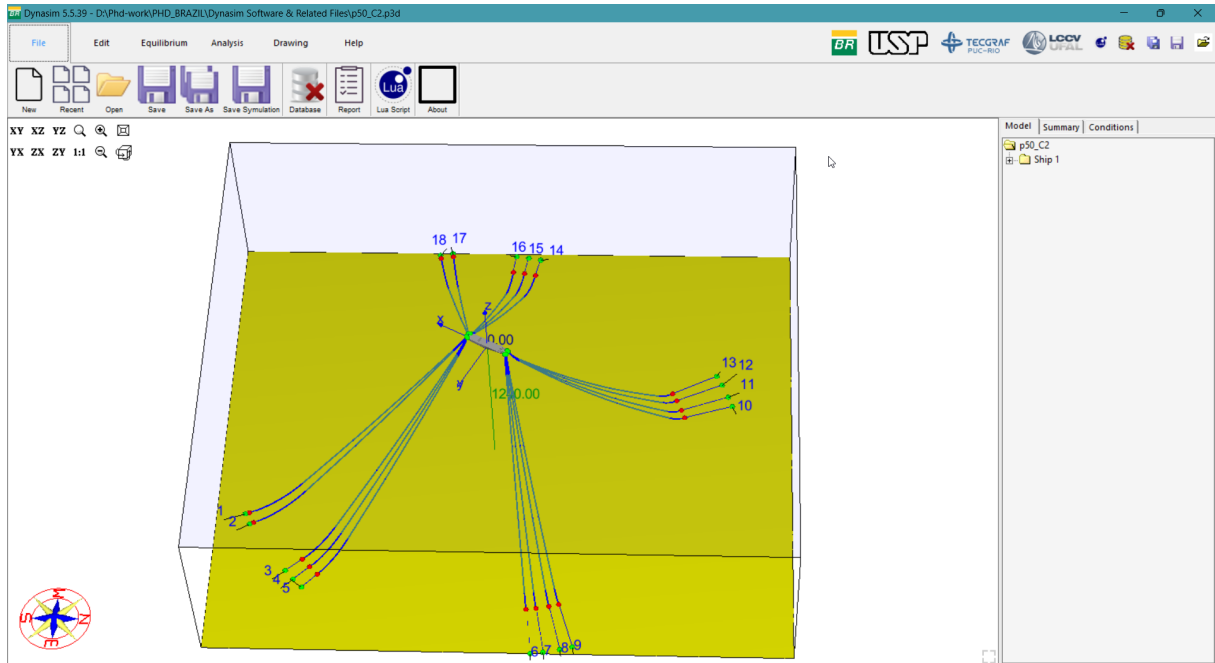 Dynasim 5.5.39 - D:\Phd-work\PHD_BRAZIL\Dynasim Software & Related Files\p50_C2.p3d
File Edit Equilibrium Analysis Drawing Help
BR USP TECGRAF PUC-RIO LCCV UFAL
New Recent Open Save Save As Save Symulation Database Report Lua Lua Script About
XY XZ YZ
YX ZX ZY 1:1
Model Summary Conditions
p50_C2
Ship 1
18 17 16 15 14
z
x 0.00
y
13 12
11
10
1200.00
1
2
3
4
5
6 7 8 9
W
S N
E